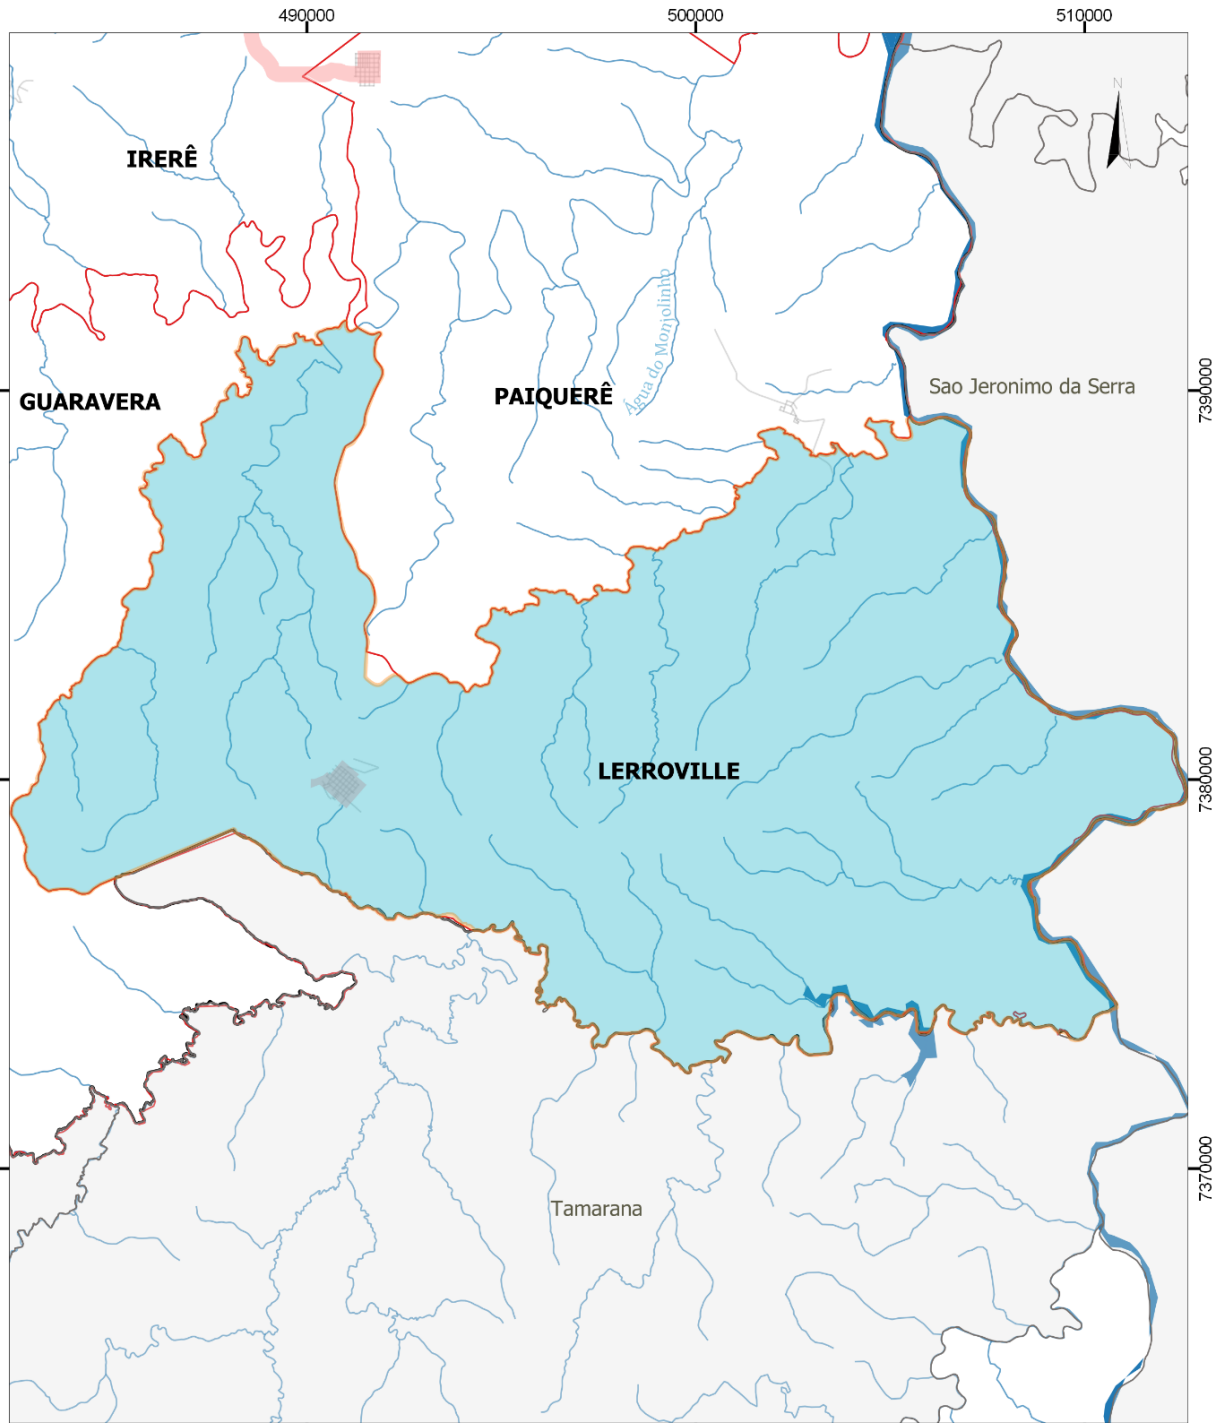 490000
500000
510000
N
IRERÊ
Água do Monjolinho
GUARAVERA
PAIQUERÊ
Sao Jeronimo da Serra
7390000
LERROVILLE
7380000
7370000
Tamarana